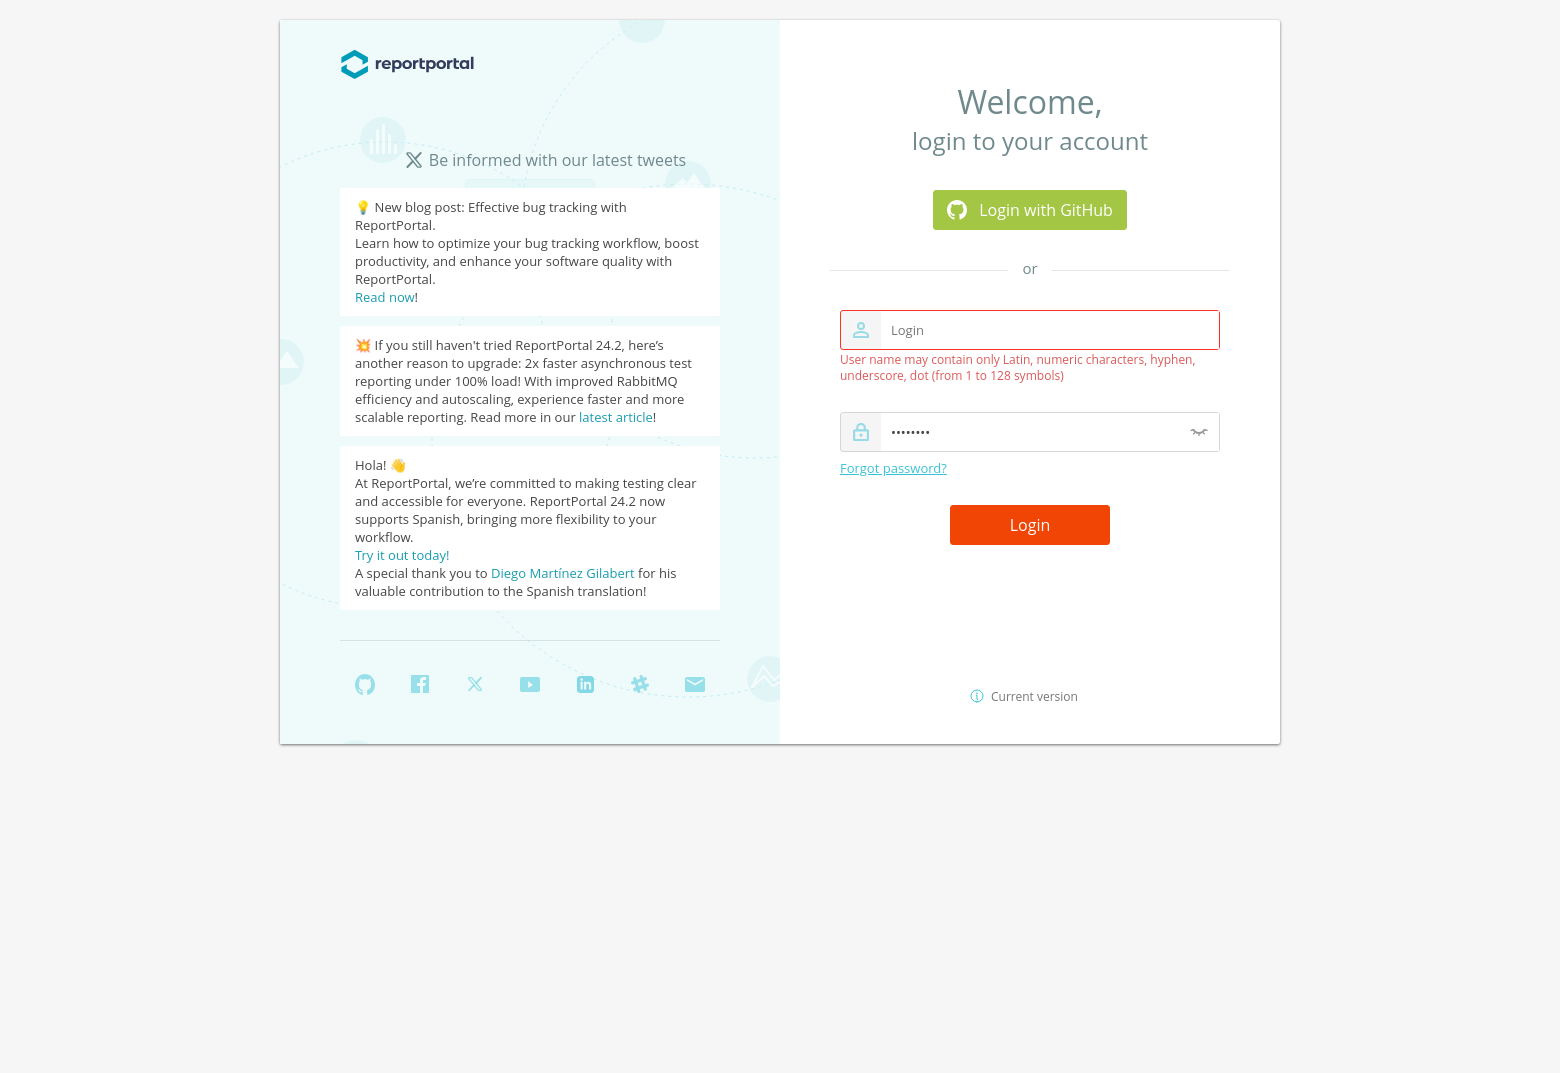 reportportal
Be informed with our latest tweets
💡 New blog post: Effective bug tracking with
ReportPortal.
Learn how to optimize your bug tracking workflow, boost
productivity, and enhance your software quality with
ReportPortal.
Read now!
💥 If you still haven't tried ReportPortal 24.2, here’s
another reason to upgrade: 2x faster asynchronous test
reporting under 100% load! With improved RabbitMQ
efficiency and autoscaling, experience faster and more
scalable reporting. Read more in our latest article!
Hola! 👋
At ReportPortal, we’re committed to making testing clear
and accessible for everyone. ReportPortal 24.2 now
supports Spanish, bringing more flexibility to your
workflow.
Try it out today!
A special thank you to Diego Martínez Gilabert for his
valuable contribution to the Spanish translation!
Welcome,
login to your account
Login with GitHub
or
Login
User name may contain only Latin, numeric characters, hyphen,
underscore, dot (from 1 to 128 symbols)
••••••••
Forgot password?
Login
Current version